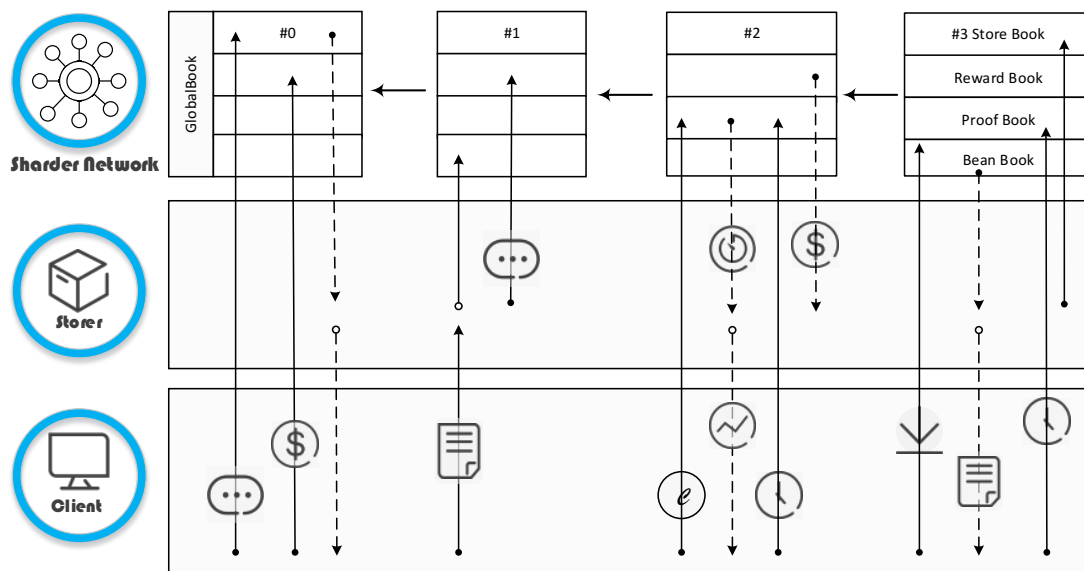 GlobalBook
#0
#1
#2
#3 Store Book
Reward Book
Proof Book
Bean Book
Sharder Network
$
Storer
$
Client
e